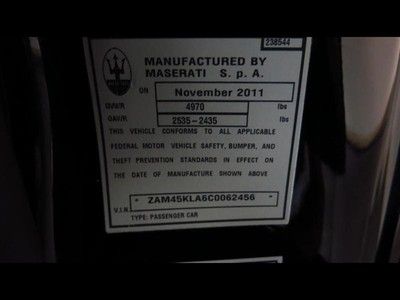 238544
MANUFACTURED BY
MASERATI S. p. A.
ON November 2011
GVWR 4970 lbs
GAWR 2535-2435 lbs
THIS VEHICLE CONFORMS TO ALL APPLICABLE
FEDERAL MOTOR VEHICLE SAFETY, BUMPER, AND
THEFT PREVENTION STANDARDS IN EFFECT ON
THE DATE OF MANUFACTURE SHOWN ABOVE
V.I.N. * ZAM45KLA6C0062456 *
TYPE: PASSENGER CAR